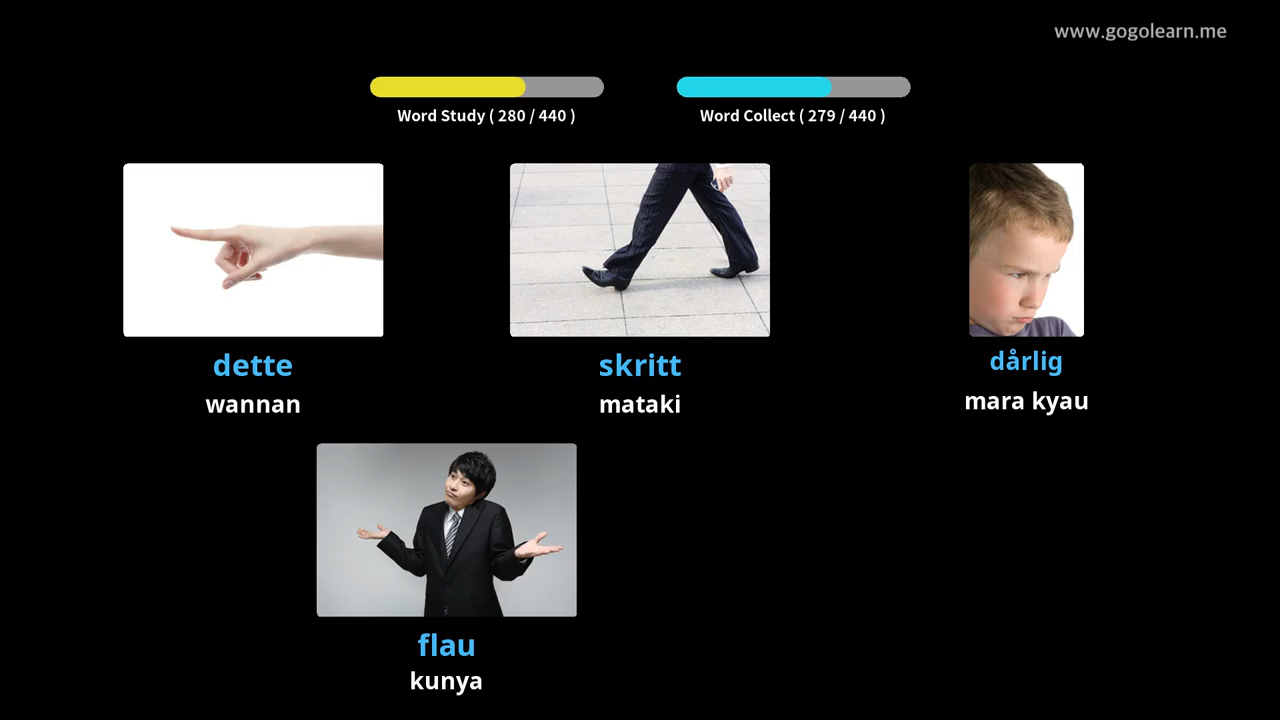 www.gogolearn.me
Word Study ( 280 / 440 )
Word Collect ( 279 / 440 )
dette
wannan
skritt
mataki
dårlig
mara kyau
flau
kunya